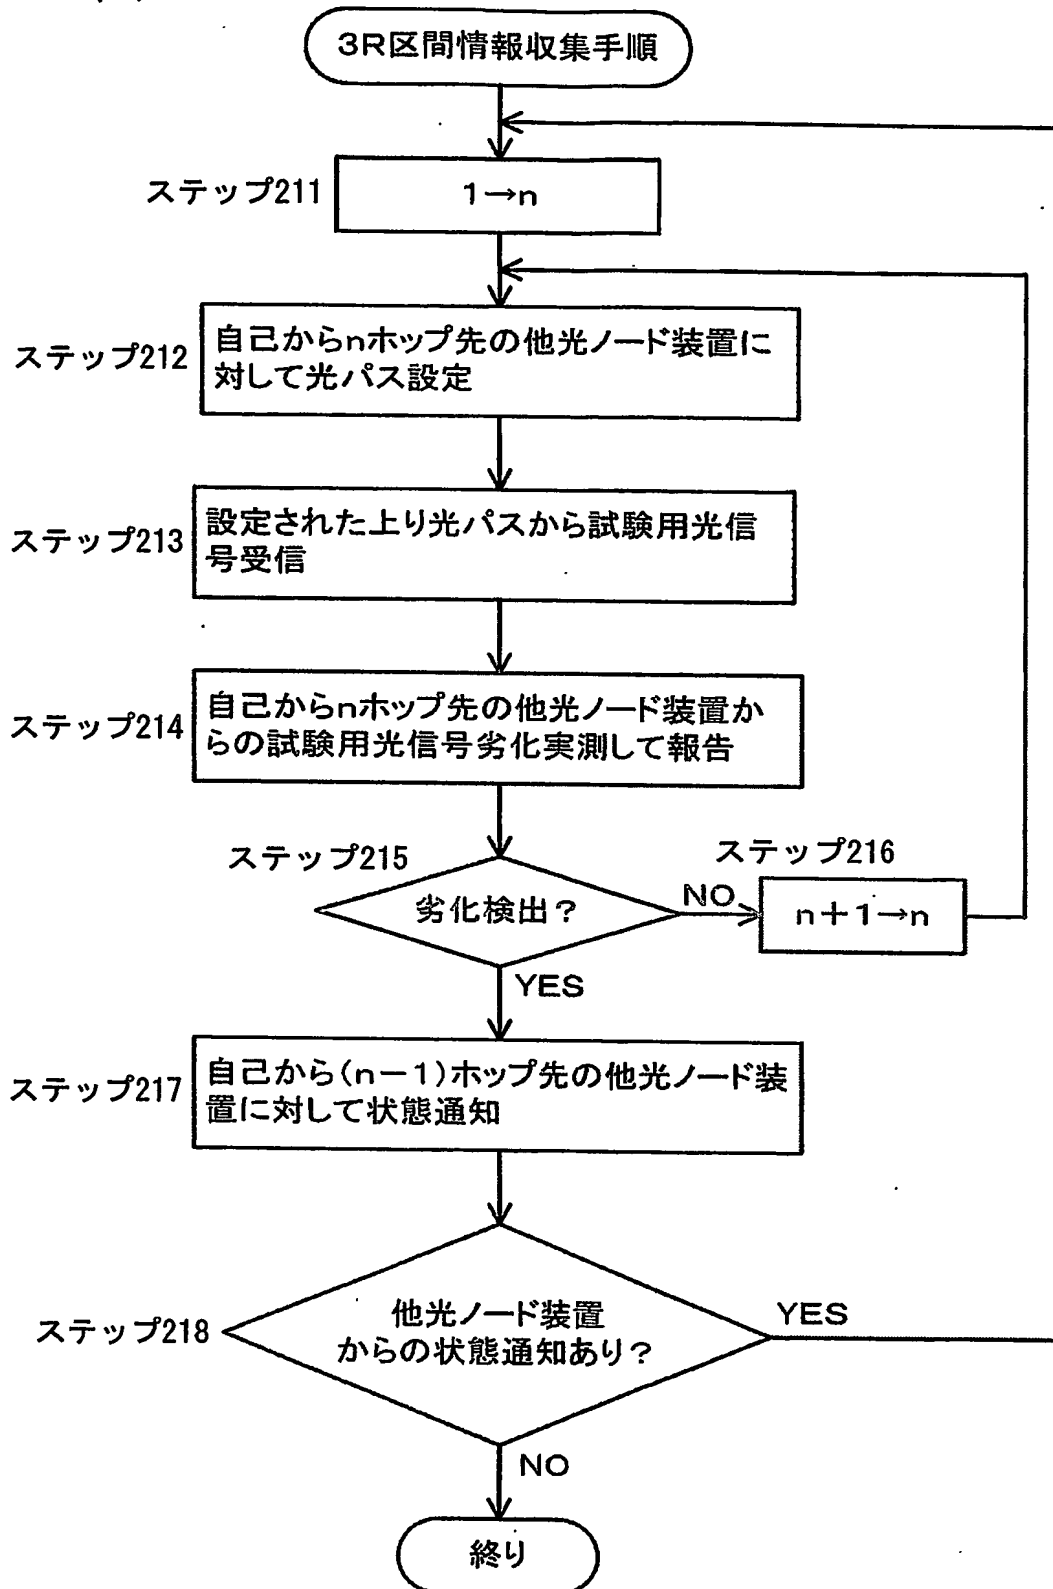 3R区間情報収集手順
ステップ211
1→n
ステップ212
自己からnホップ先の他光ノード装置に
対して光パス設定
ステップ213
設定された上り光パスから試験用光信
号受信
ステップ214
自己からnホップ先の他光ノード装置か
らの試験用光信号劣化実測して報告
ステップ215
劣化検出?
NO
ステップ216
n+1→n
YES
ステップ217
自己から(n-1)ホップ先の他光ノード装
置に対して状態通知
ステップ218
他光ノード装置
からの状態通知あり?
YES
NO
終り